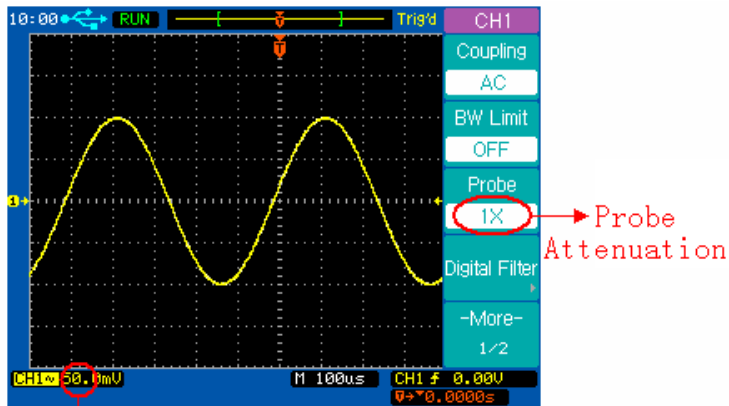 10:00 RUN T Trig'd CH1
T
Coupling
AC
BW Limit
OFF
Probe
1X
Probe
Attenuation
1
Digital Filter
-More-
1/2
CH1~ 50.0mV M 100us CH1 0.00V
T→▼0.0000s